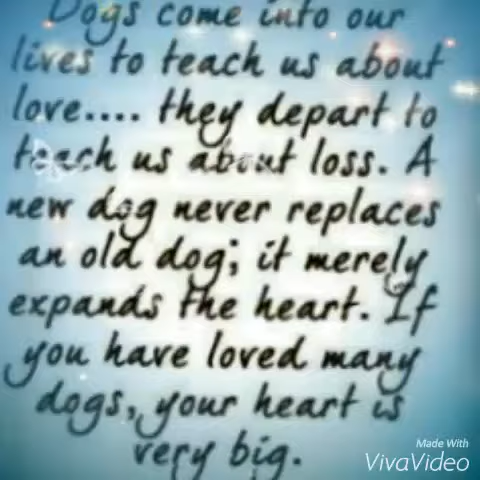 Dogs come into our
lives to teach us about
love.... they depart to
teach us about loss. A
new dog never replaces
an old dog; it merely
expands the heart. If
you have loved many
dogs, your heart is
very big.
Made With
VivaVideo